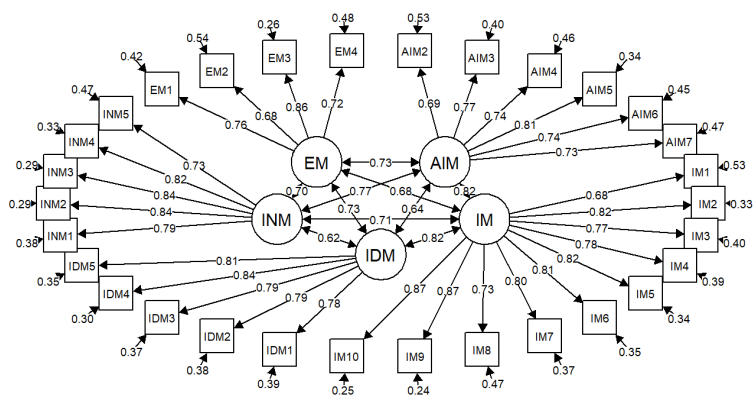 0.48 0.53
0.26 0.40
0.54 EM4 AIM2 0.46
EM3 AIM3
0.42 EM2 AIM4 0.34
EM1 AIM5 0.45
0.47 0.86 0.72 0.69 0.77 AIM6
INM5 0.76 0.68 0.74 0.81 0.47
0.33 INM4 0.74 AIM7
0.73 0.73
0.29 INM3 0.82 EM 0.73 AIM IM1 0.53
0.84 0.70 0.77 0.68 0.82 0.68
0.29 INM2 0.84 0.73 0.64 0.82 IM2 0.33
INM 0.71 IM
0.38 INM1 0.79 0.62 0.82 0.77 IM3 0.40
IDM 0.78
IDM5 0.81 0.82 IM4
0.35 0.84 0.81 0.39
IDM4 0.79 0.79 0.78 0.87 0.87 0.73 0.80 IM5
0.30 IDM3 IM6 0.34
0.37 IDM2 IM7 0.35
IDM1 IM10 IM9 IM8
0.38 0.37
0.39 0.25 0.24 0.47